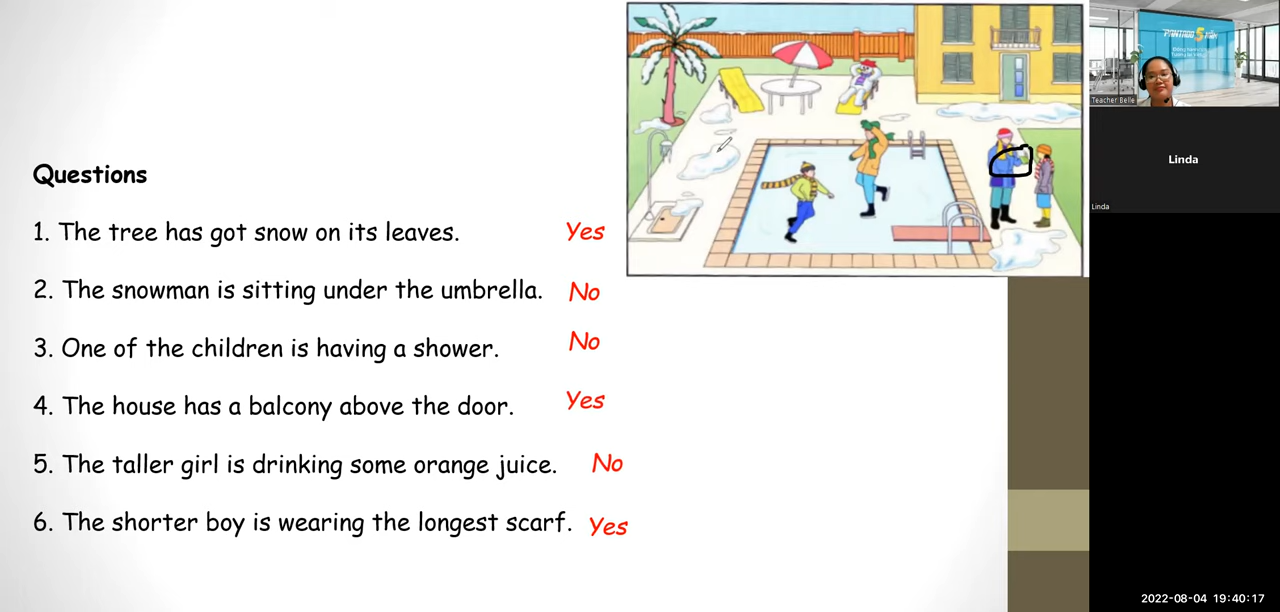 Questions
1. The tree has got snow on its leaves. Yes
2. The snowman is sitting under the umbrella. No
3. One of the children is having a shower. No
4. The house has a balcony above the door. Yes
5. The taller girl is drinking some orange juice. No
6. The shorter boy is wearing the longest scarf. Yes
Teacher Belle
Linda
Linda
2022-08-04 19:40:17